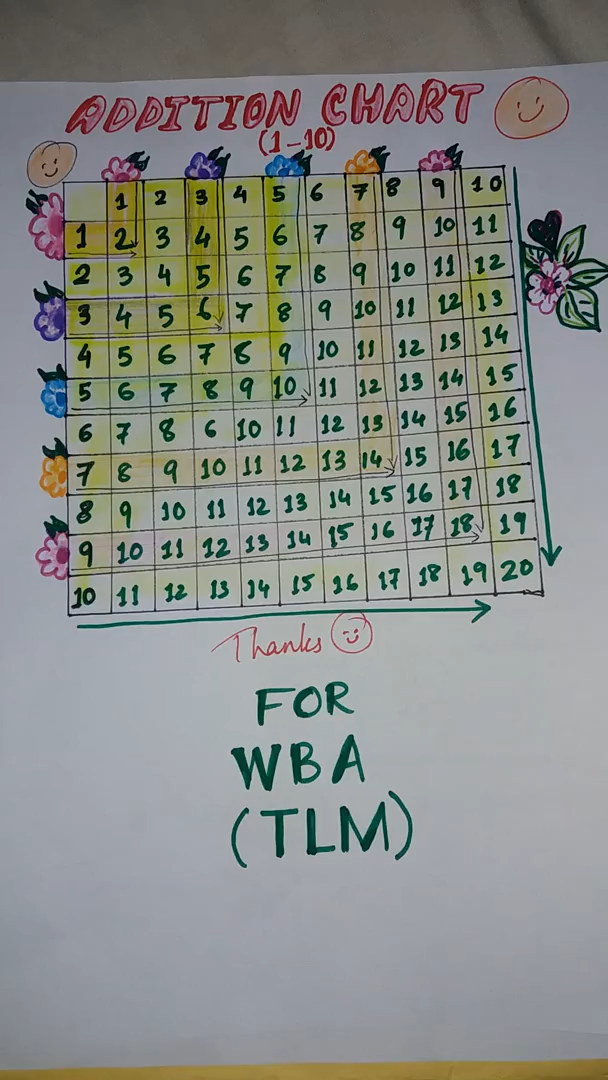 ADDITION CHART
(1-10)
1 2 3 4 5 6 7 8 9 10
1 2 3 4 5 6 7 8 9 10 11
2 3 4 5 6 7 8 9 10 11 12
3 4 5 6 7 8 9 10 11 12 13
4 5 6 7 8 9 10 11 12 13 14
5 6 7 8 9 10 11 12 13 14 15
6 7 8 6 10 11 12 13 14 15 16
7 8 9 10 11 12 13 14 15 16 17
8 9 10 11 12 13 14 15 16 17 18
9 10 11 12 13 14 15 16 17 18 19
10 11 12 13 14 15 16 17 18 19 20
Thanks
FOR
WBA
(TLM)